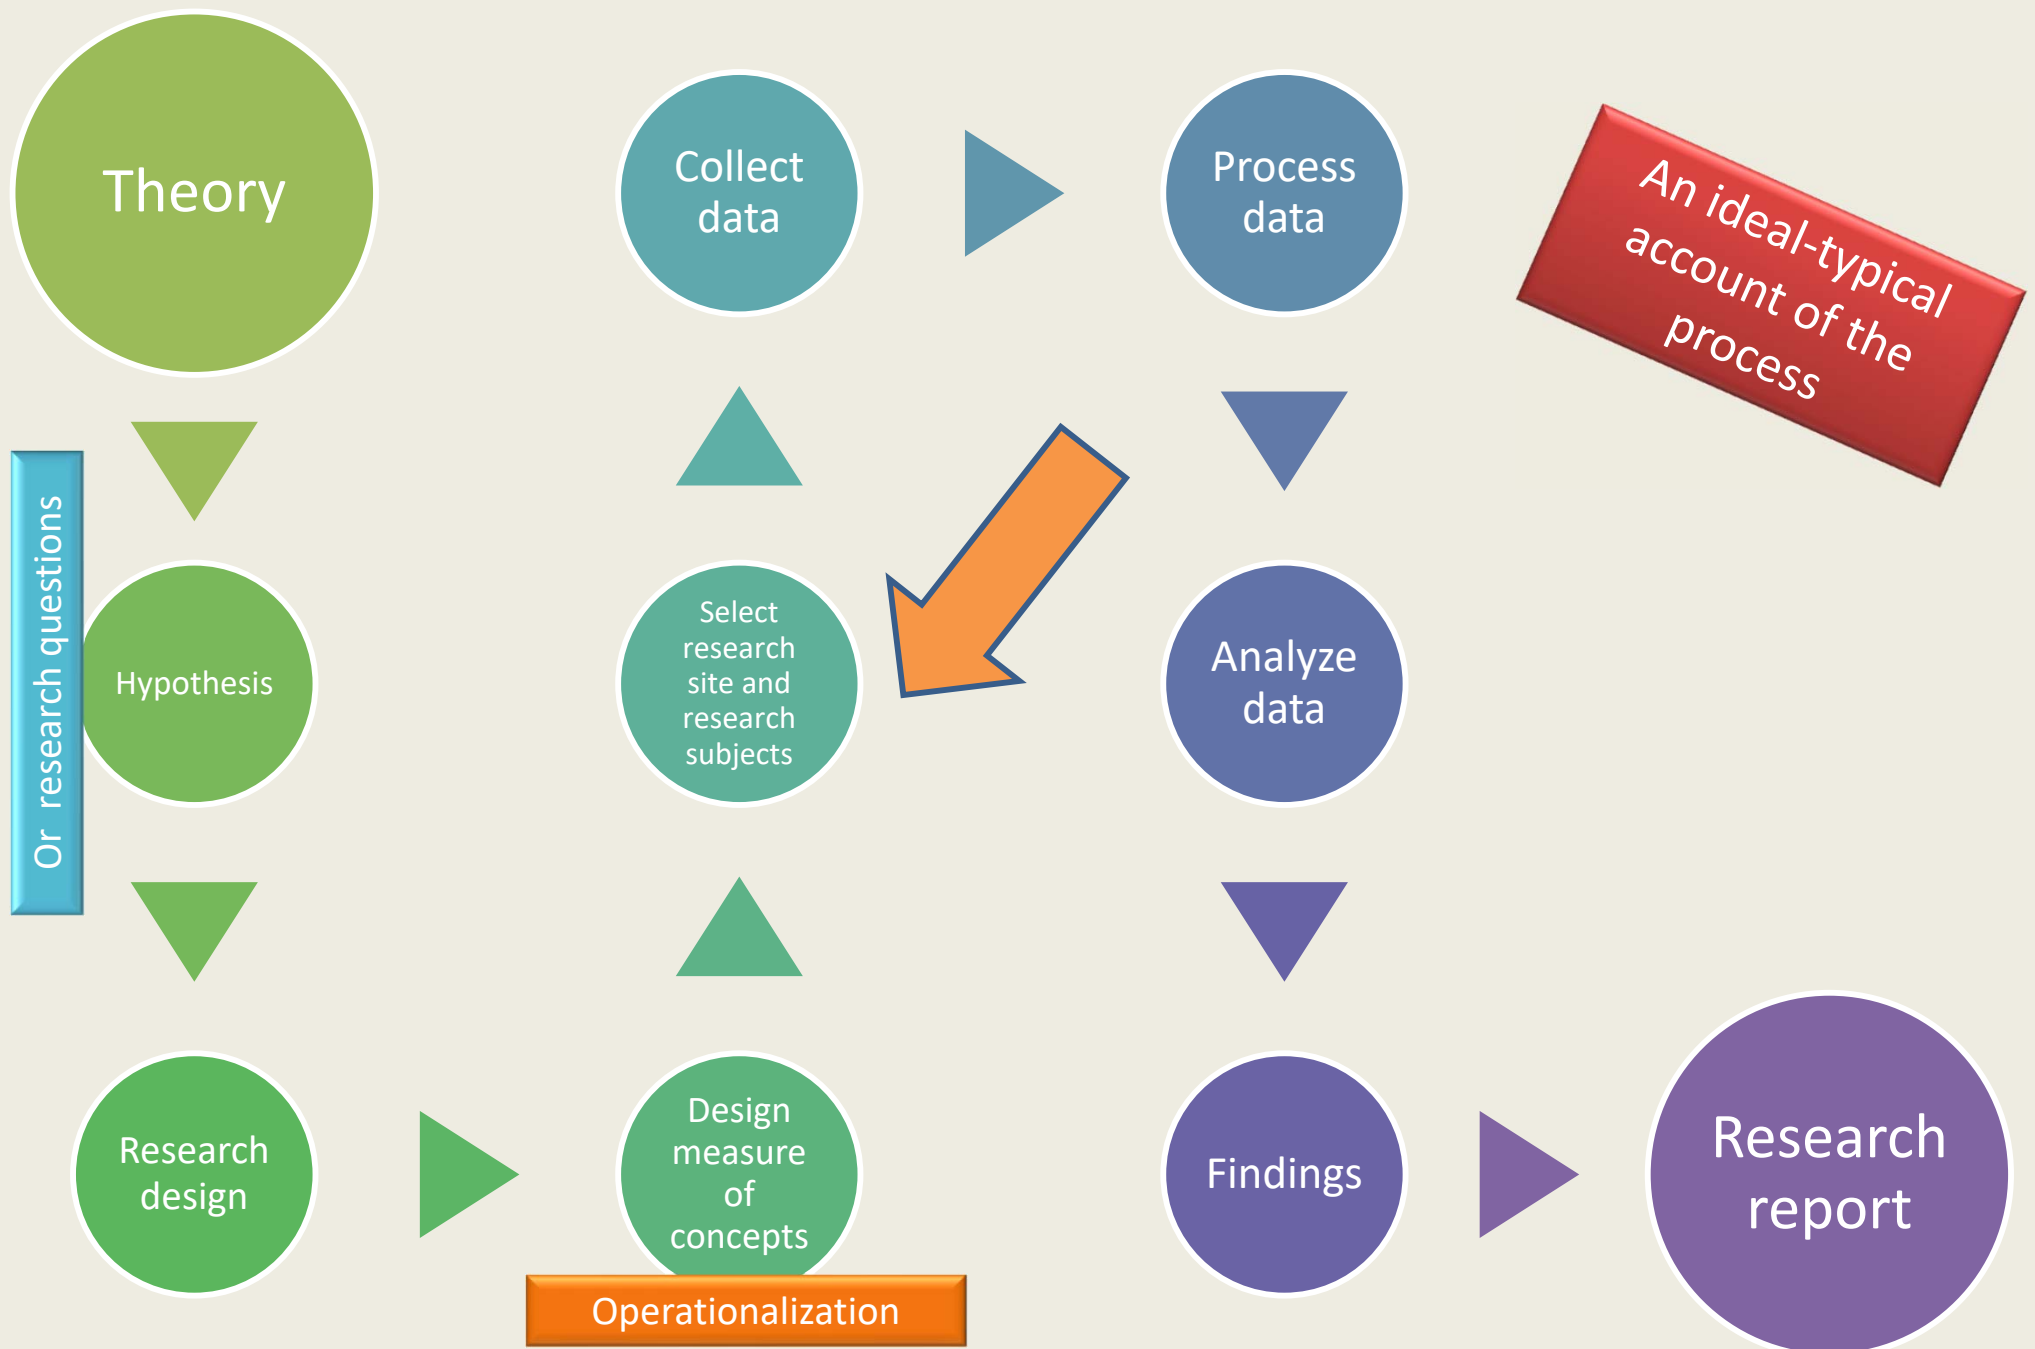 Theory
Or  research questions
Hypothesis
Research
design
Design
measure
of
concepts
Operationalization
Select
research
site and
research
subjects
Collect
data
Process
data
Analyze
data
Findings
Research
report
An ideal-typical
account of the
process